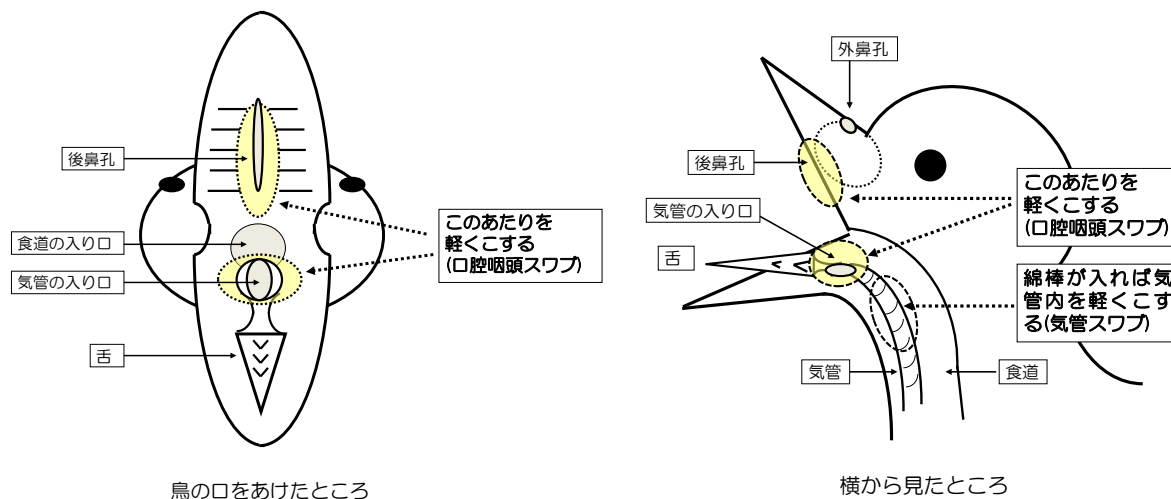 後鼻孔
食道の入り口
気管の入り口
舌
このあたりを
軽くこする
(口腔咽頭スワブ)
鳥の口をあけたところ
外鼻孔
後鼻孔
気管の入り口
舌
このあたりを
軽くこする
(口腔咽頭スワブ)
綿棒が入れば気
管内を軽くこす
る(気管スワブ)
気管
食道
横から見たところ